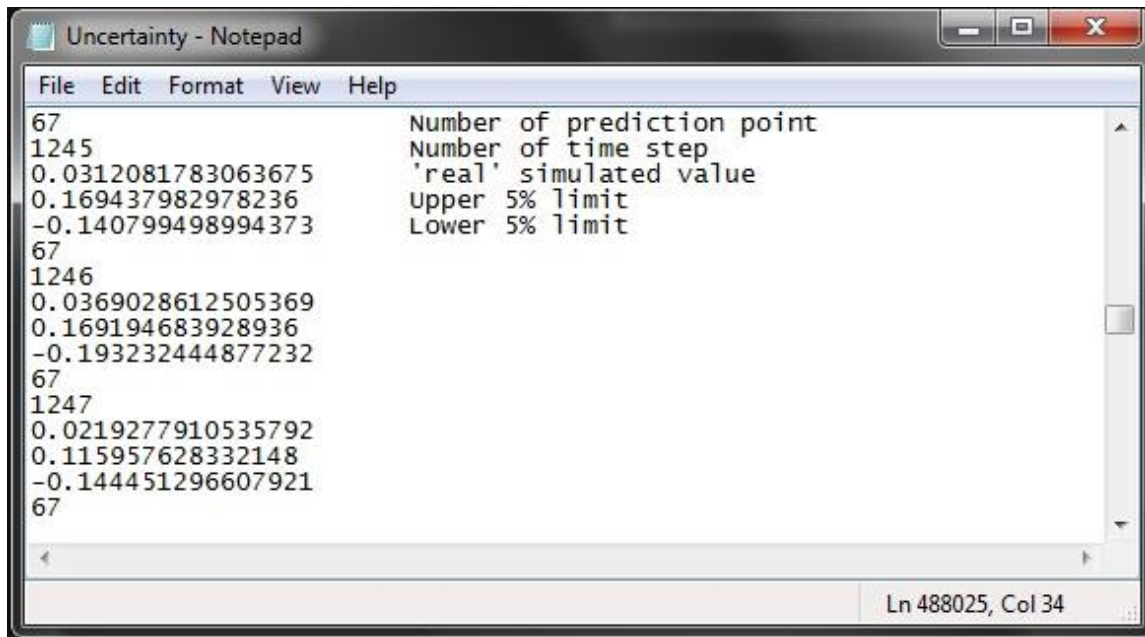 Uncertainty - Notepad
File Edit Format View Help
67 Number of prediction point
1245 Number of time step
0.0312081783063675 'real' simulated value
0.169437982978236 Upper 5% limit
-0.140799498994373 Lower 5% limit
67
1246
0.0369028612505369
0.169194683928936
-0.193232444877232
67
1247
0.0219277910535792
0.115957628332148
-0.144451296607921
67
Ln 488025, Col 34